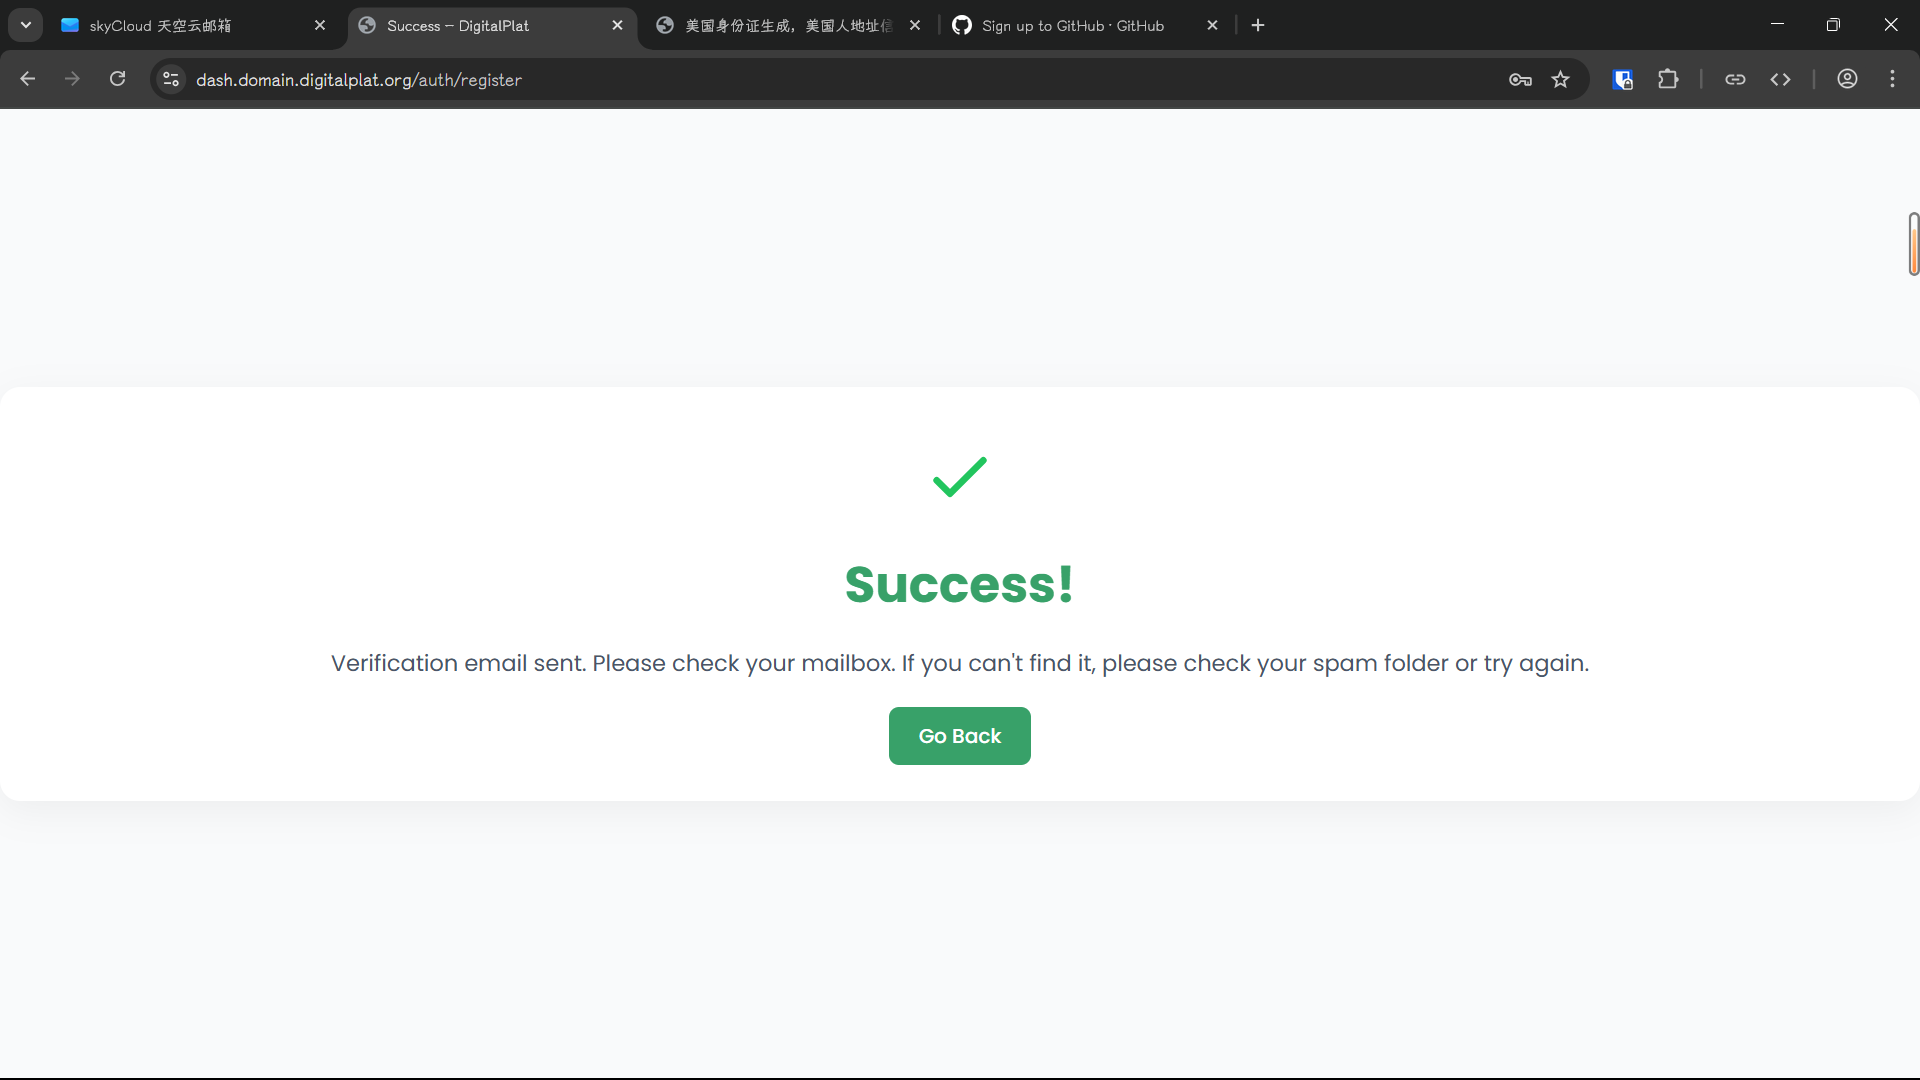 skyCloud 天空云邮箱
Success — DigitalPlat
美国身份证生成，美国人地址信
Sign up to GitHub · GitHub
dash.domain.digitalplat.org/auth/register
Success!
Verification email sent. Please check your mailbox. If you can't find it, please check your spam folder or try again.
Go Back